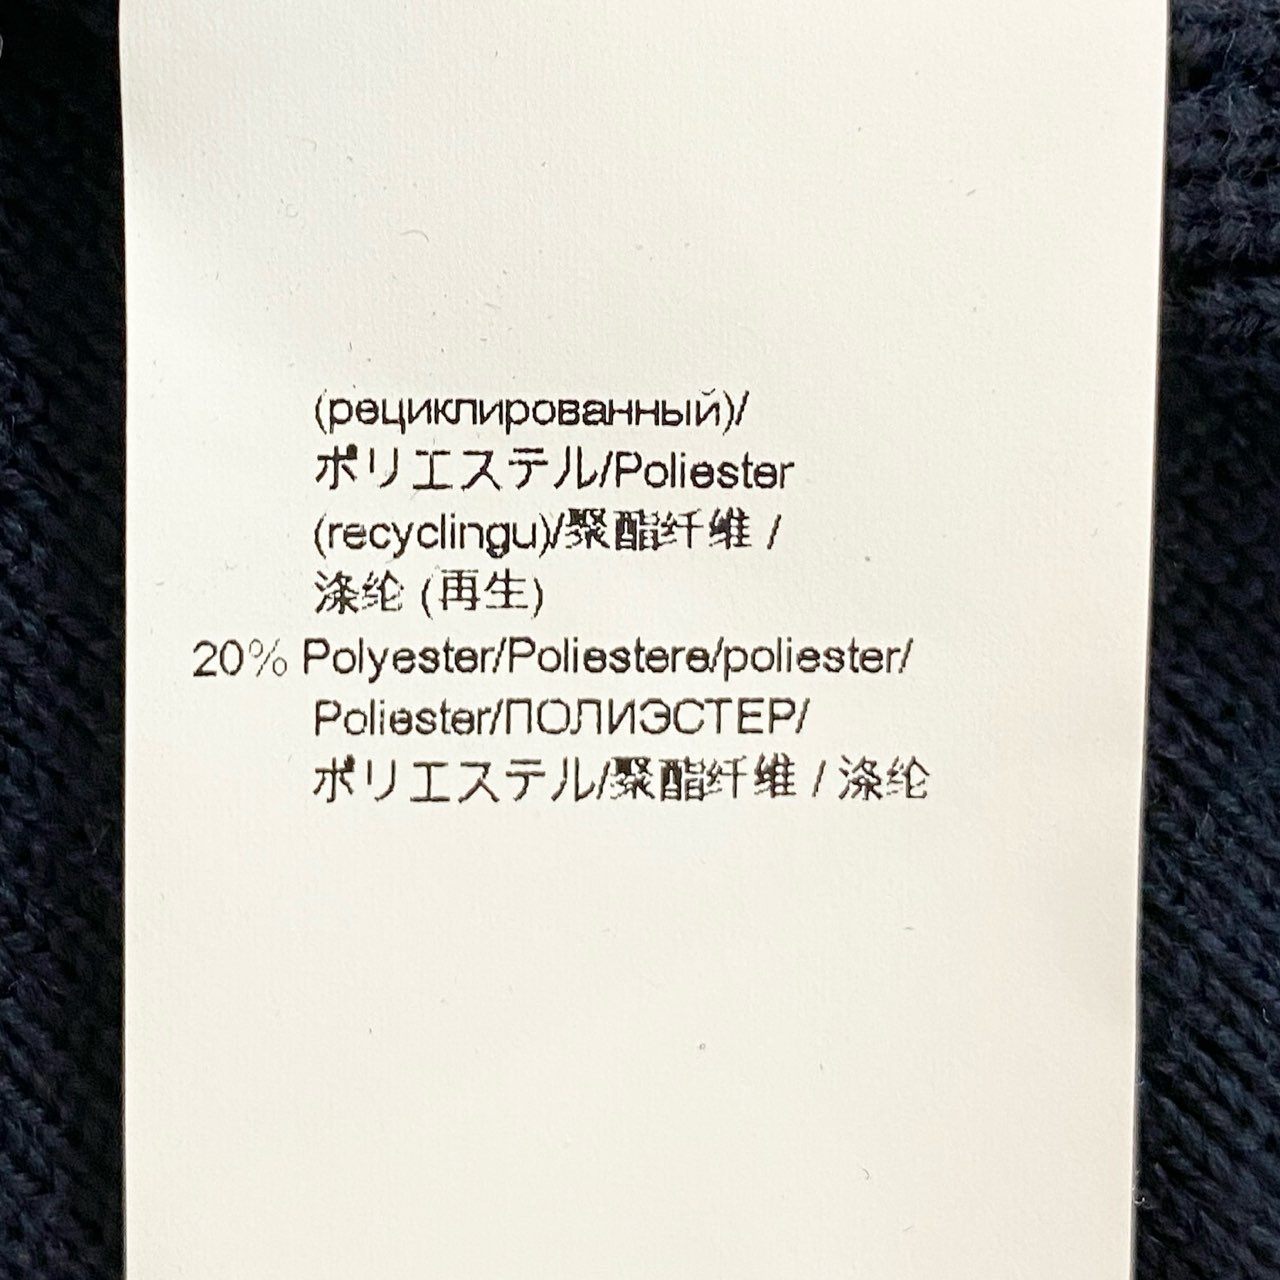 (рециклированный)/
ポリエステル/Poliester
(recyclingu)/聚酯纤维 /
涤纶 (再生)
20% Polyester/Poliestere/poliester/
Poliester/ПОЛИЭСТЕР/
ポリエステル/聚酯纤维 / 涤纶